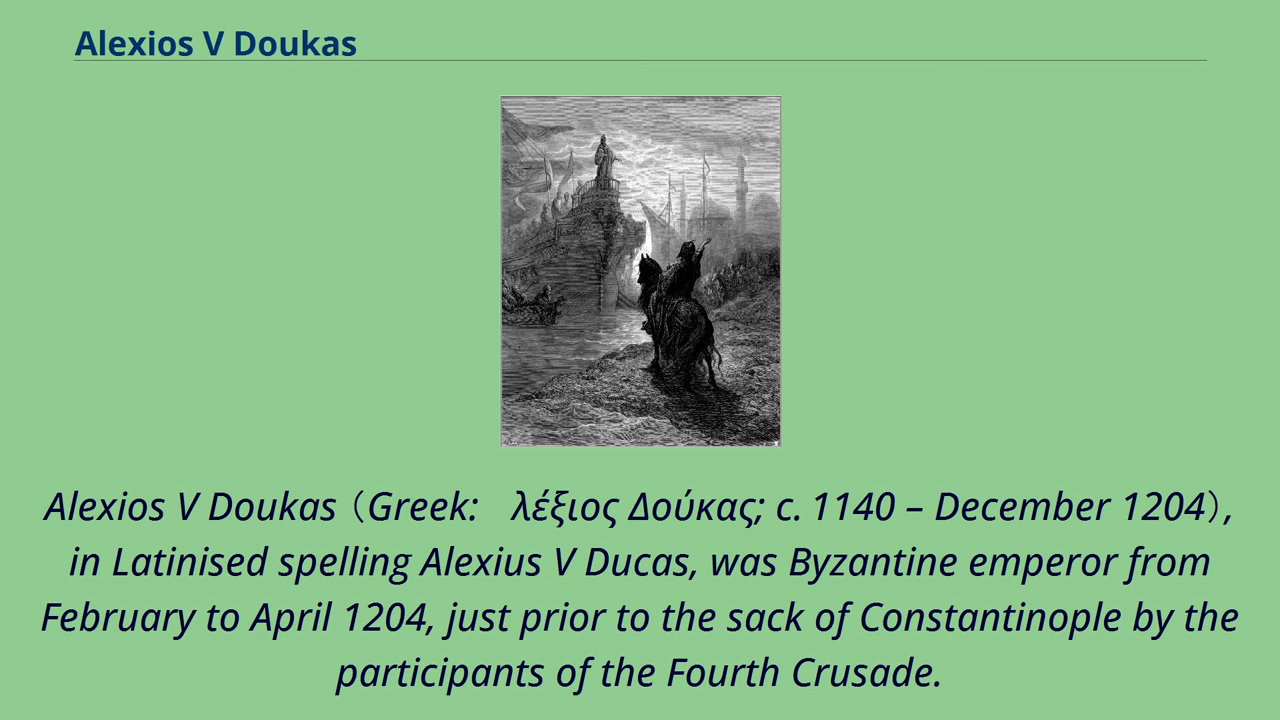 Alexios V Doukas
Alexios V Doukas（Greek: λέξιος Δούκας; c. 1140 – December 1204）,
in Latinised spelling Alexius V Ducas, was Byzantine emperor from
February to April 1204, just prior to the sack of Constantinople by the
participants of the Fourth Crusade.